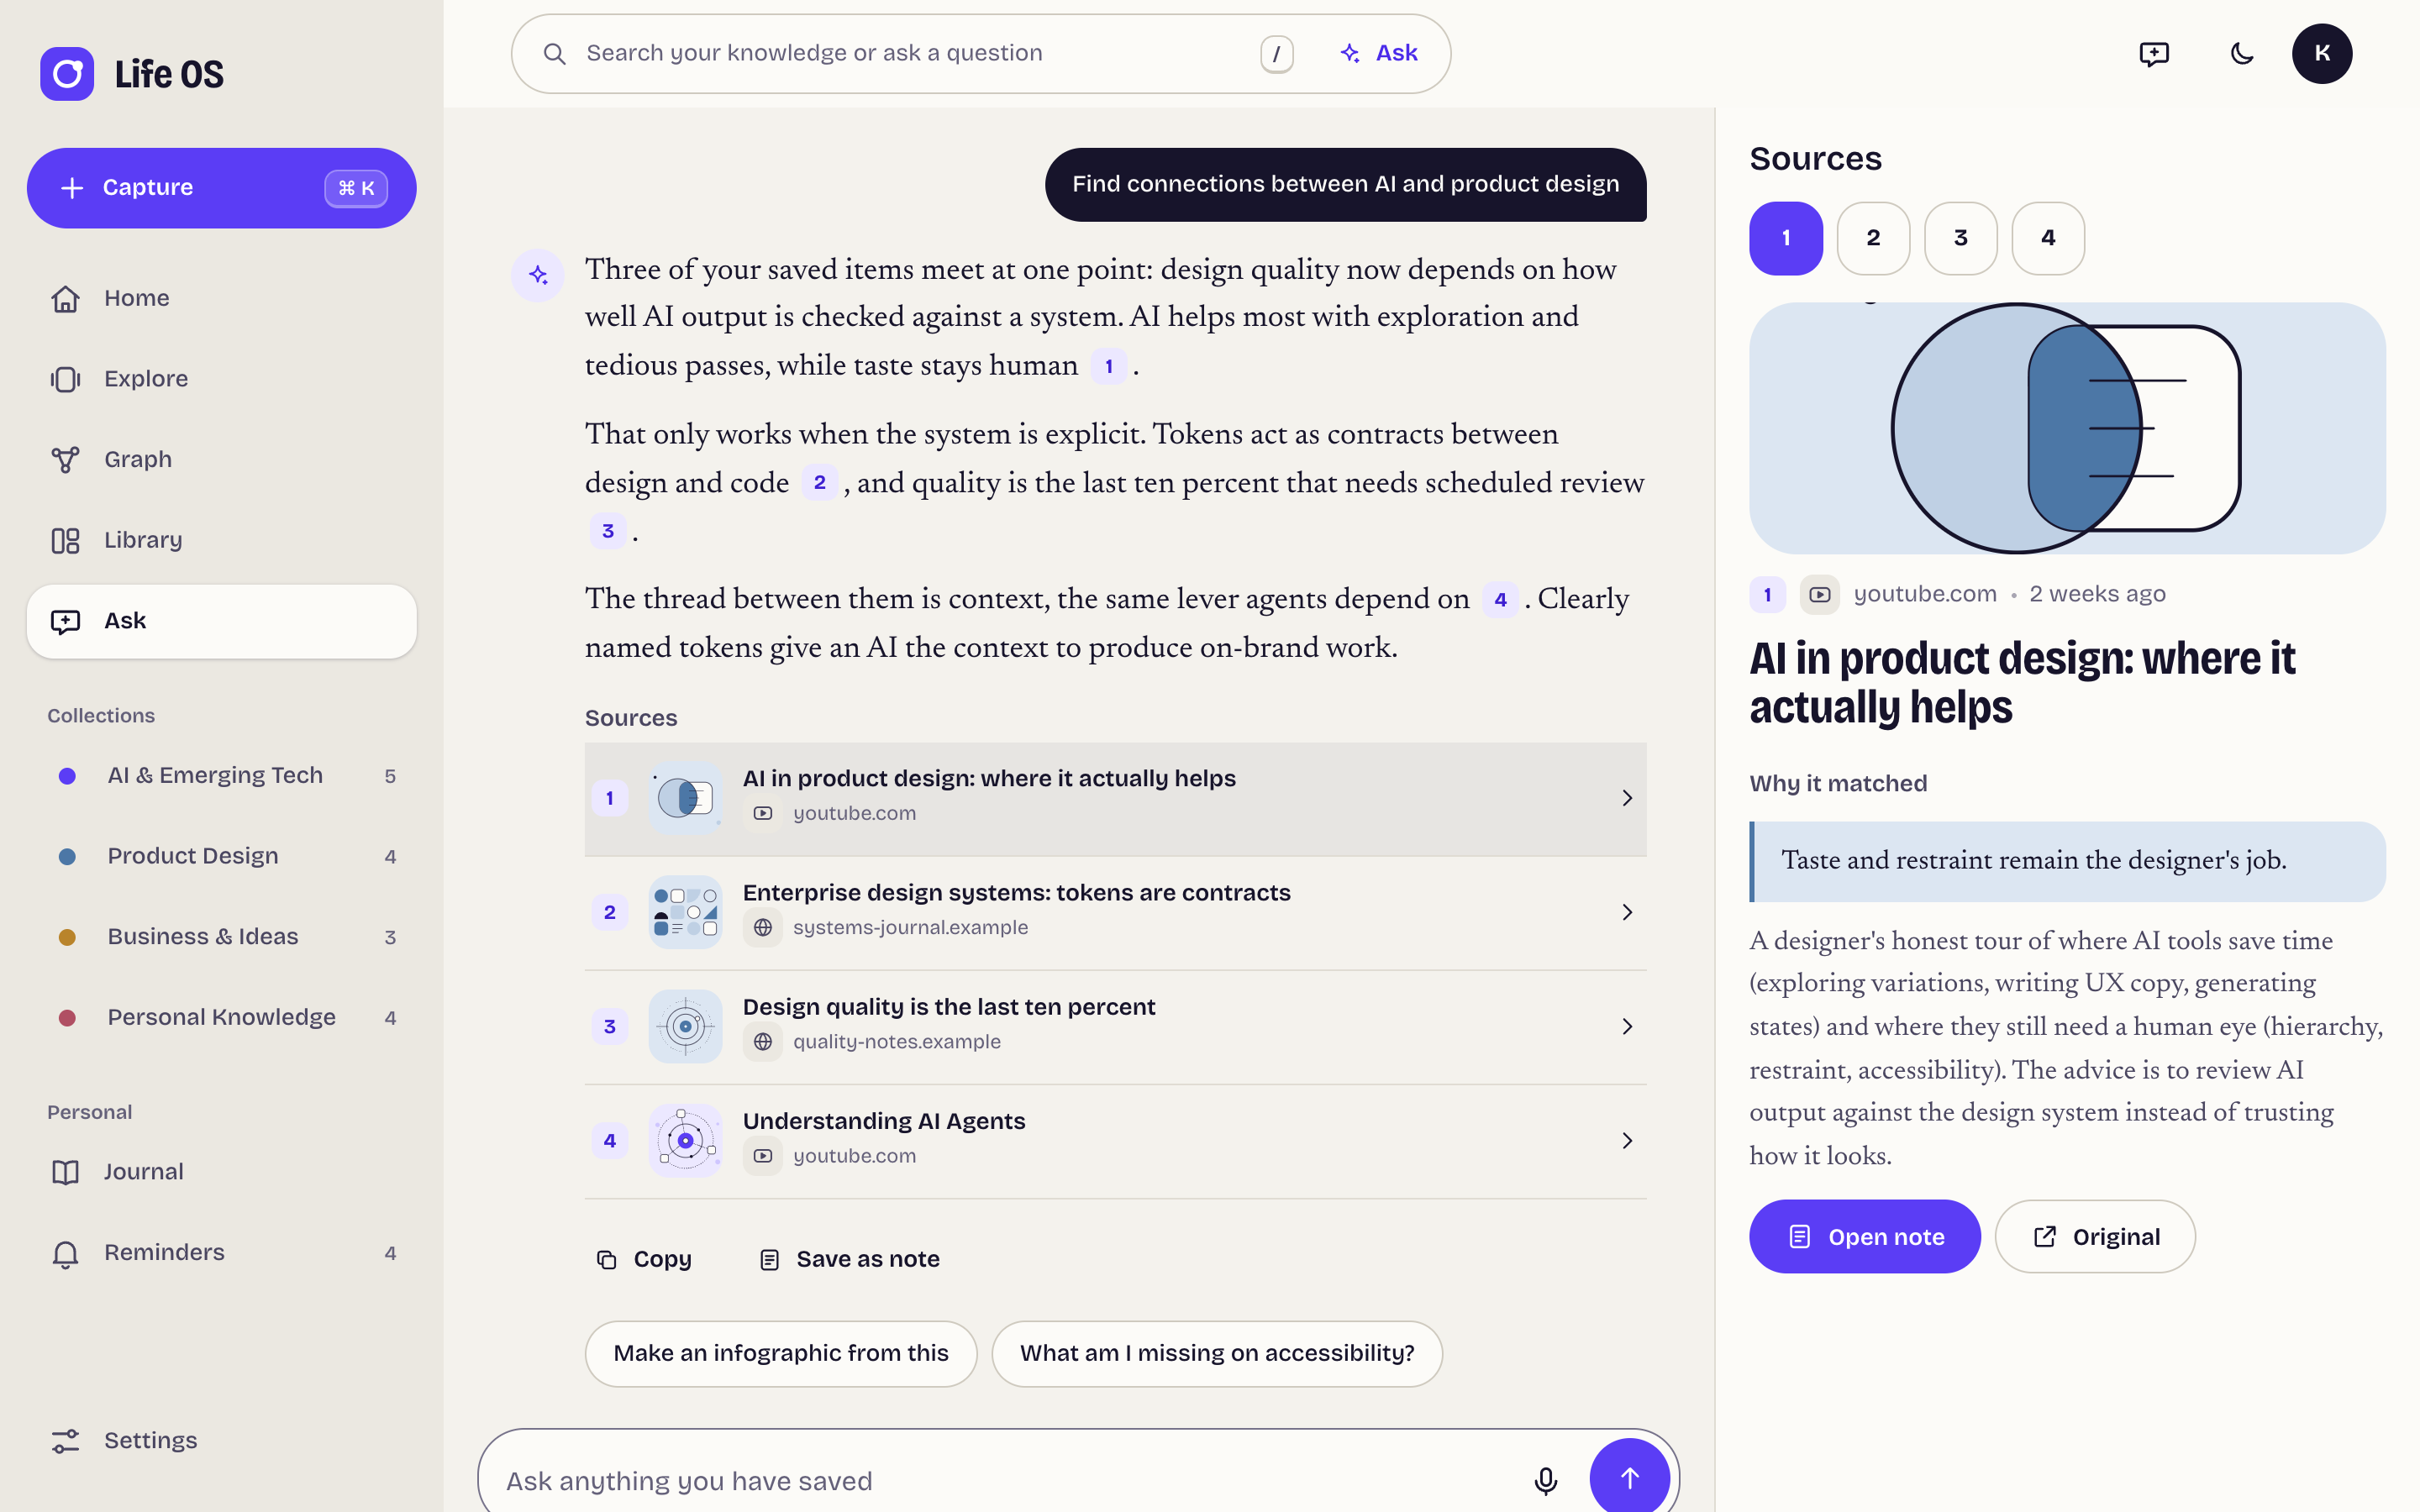 Life OS
Capture
⌘ K
Home
Explore
Graph
Library
Ask
Collections
AI & Emerging Tech 5
Product Design 4
Business & Ideas 3
Personal Knowledge 4
Personal
Journal
Reminders 4
Settings
Search your knowledge or ask a question / Ask
K
Find connections between AI and product design
Three of your saved items meet at one point: design quality now depends on how
well AI output is checked against a system. AI helps most with exploration and
tedious passes, while taste stays human 1 .
That only works when the system is explicit. Tokens act as contracts between
design and code 2 , and quality is the last ten percent that needs scheduled review
3 .
The thread between them is context, the same lever agents depend on 4 . Clearly
named tokens give an AI the context to produce on-brand work.
Sources
1
AI in product design: where it actually helps
youtube.com
2
Enterprise design systems: tokens are contracts
systems-journal.example
3
Design quality is the last ten percent
quality-notes.example
4
Understanding AI Agents
youtube.com
Copy
Save as note
Make an infographic from this
What am I missing on accessibility?
Ask anything you have saved
Sources
1 2 3 4
1 youtube.com • 2 weeks ago
AI in product design: where it
actually helps
Why it matched
Taste and restraint remain the designer's job.
A designer's honest tour of where AI tools save time
(exploring variations, writing UX copy, generating
states) and where they still need a human eye (hierarchy,
restraint, accessibility). The advice is to review AI
output against the design system instead of trusting
how it looks.
Open note
Original